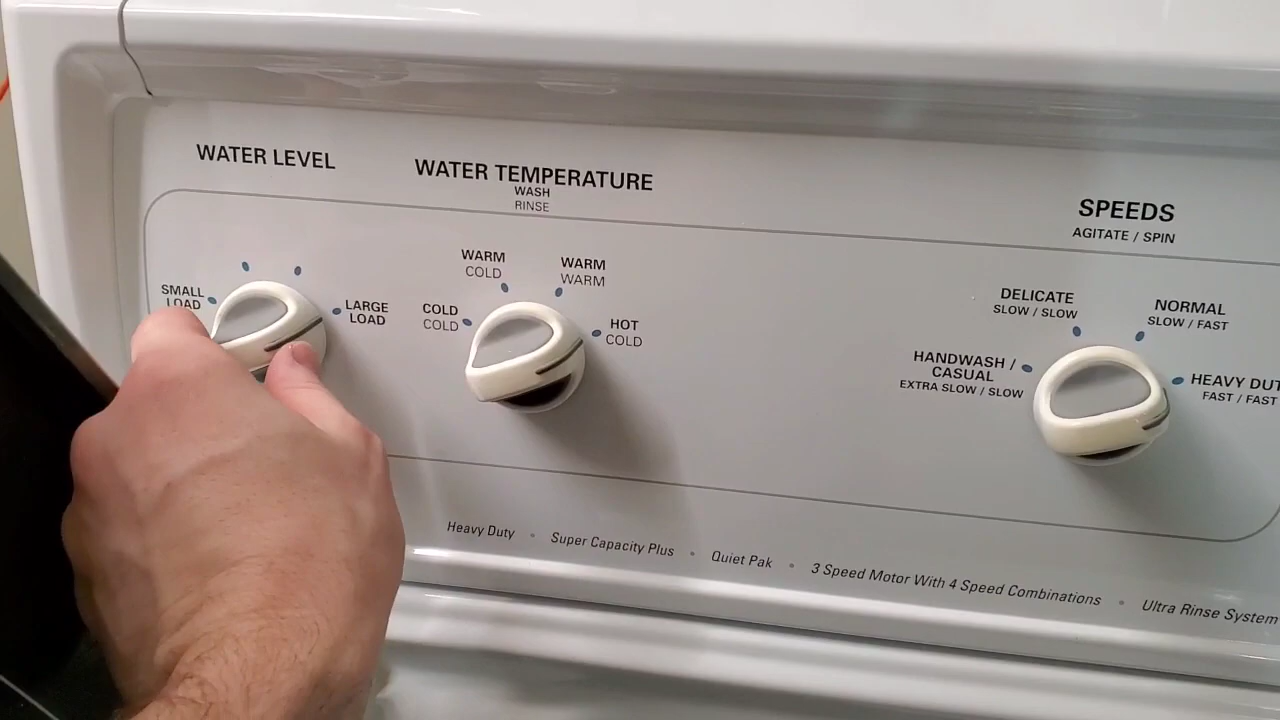 WATER LEVEL
WATER TEMPERATURE
WASH
RINSE
SPEEDS
AGITATE / SPIN
SMALL
LOAD
LARGE
LOAD
COLD
COLD
WARM
COLD
WARM
WARM
HOT
COLD
HANDWASH /
CASUAL
EXTRA SLOW / SLOW
DELICATE
SLOW / SLOW
NORMAL
SLOW / FAST
HEAVY DUT
FAST / FAST
Heavy Duty • Super Capacity Plus • Quiet Pak • 3 Speed Motor With 4 Speed Combinations • Ultra Rinse System